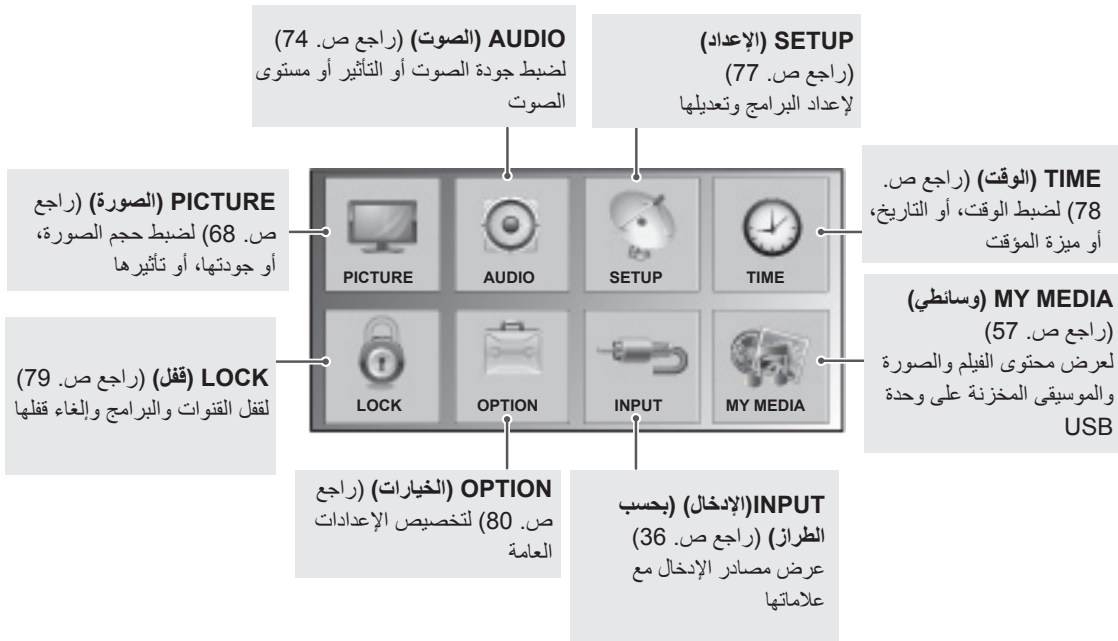 AUDIO (الصوت) (راجع ص. 74)
لضبط جودة الصوت أو التأثير أو مستوى
الصوت
SETUP (الإعداد)
(راجع ص. 77)
لإعداد البرامج وتعديلها
TIME (الوقت) (راجع ص.
78) لضبط الوقت، أو التاريخ،
أو ميزة المؤقت
PICTURE (الصورة) (راجع
ص. 68) لضبط حجم الصورة،
أو جودتها، أو تأثيرها
PICTURE
AUDIO
SETUP
TIME
MY MEDIA (وسائطي)
(راجع ص. 57)
لعرض محتوى الفيلم والصورة
والموسيقى المخزنة على وحدة
USB
LOCK (قفل) (راجع ص. 79)
لقفل القنوات والبرامج وإلغاء قفلها
LOCK
OPTION
INPUT
MY MEDIA
OPTION (الخيارات) (راجع
ص. 80) لتخصيص الإعدادات
العامة
INPUT(الإدخال) (بحسب
الطراز) (راجع ص. 36)
عرض مصادر الإدخال مع
علاماتها